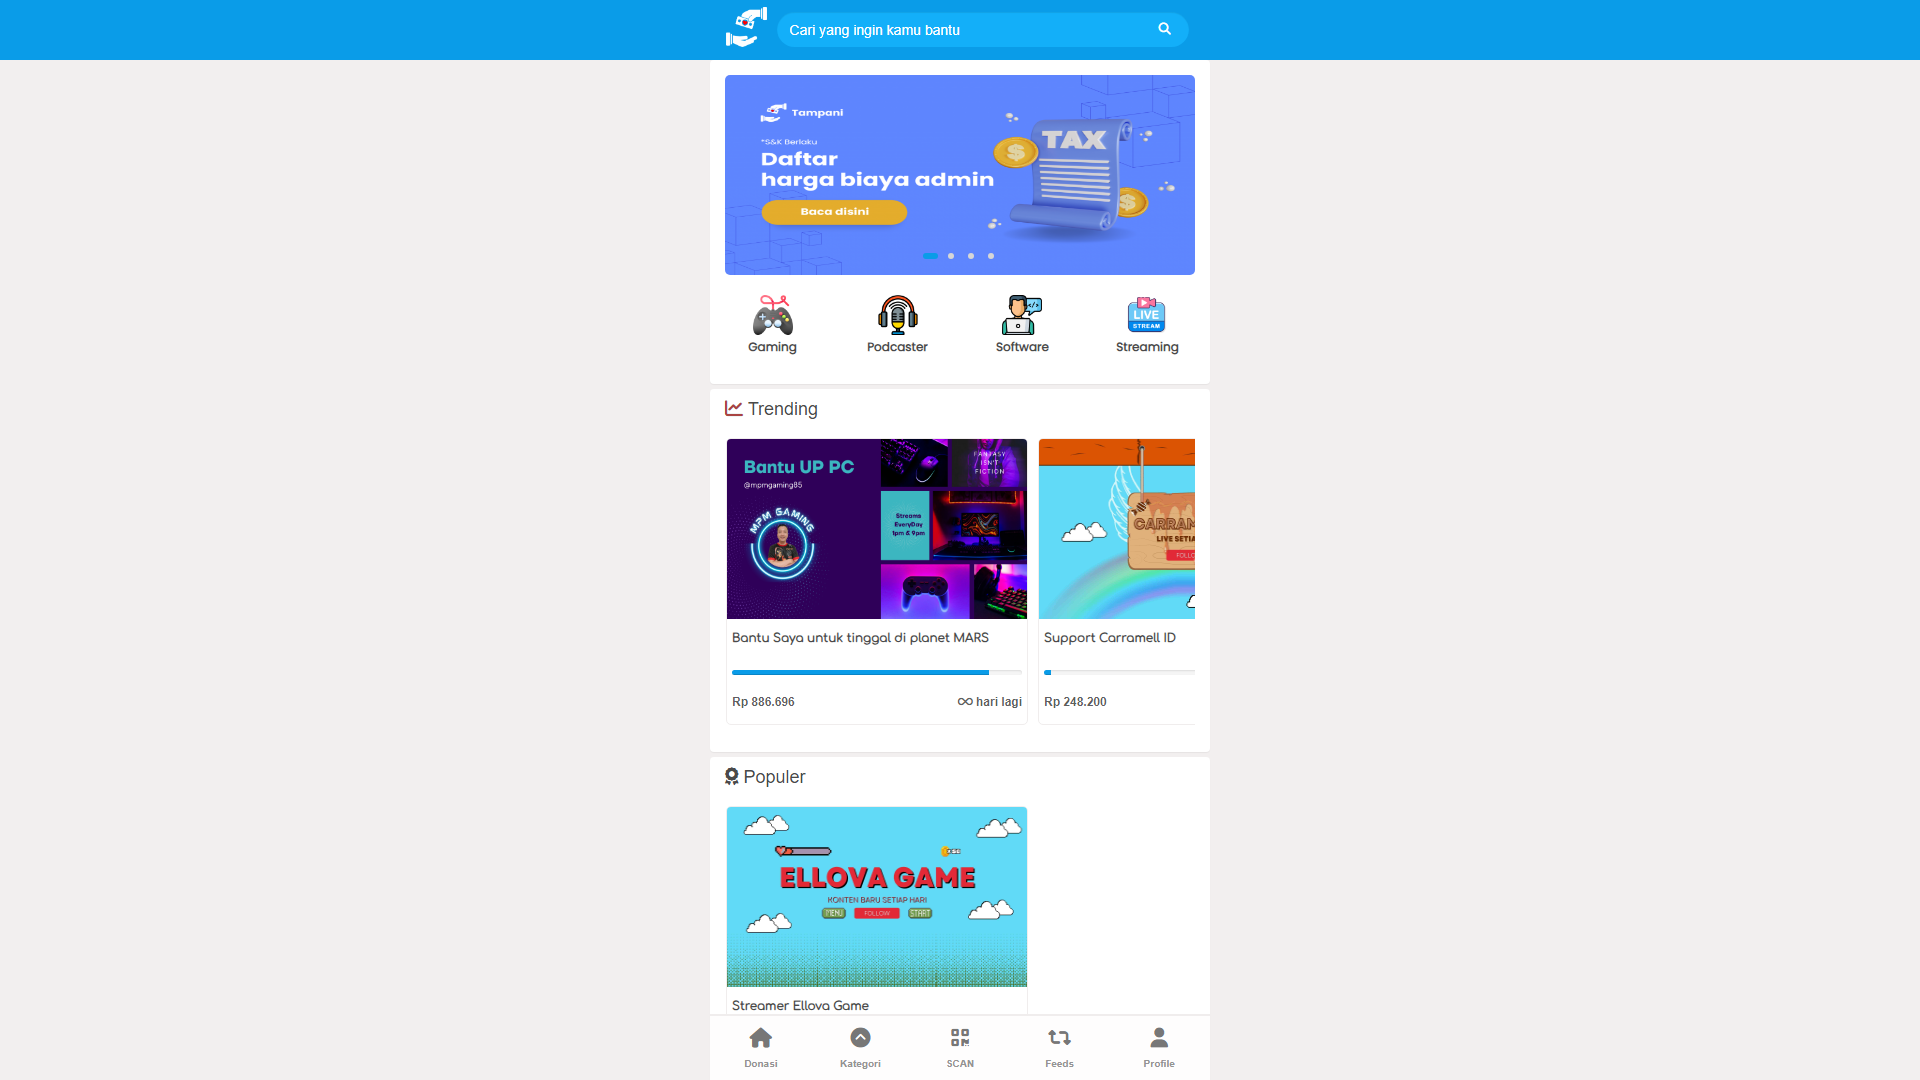 Cari yang ingin kamu bantu
Tampani
*S&K Berlaku
Daftar
harga biaya admin
Baca disini
TAX
Gaming
Podcaster
Software
LIVE
STREAM
Streaming
Trending
Bantu UP PC
@mpmgaming85
MPM GAMING
FANTASY
ISN'T
FICTION
Streams
EveryDay
1pm & 9pm
Bantu Saya untuk tinggal di planet MARS
Rp 886.696
∞ hari lagi
CARRAM
LIVE SETIA
FOLLO
Support Carramell ID
Rp 248.200
Populer
ELLOVA GAME
KONTEN BARU SETIAP HARI
MENU
FOLLOW
START
Streamer Ellova Game
Donasi
Kategori
SCAN
Feeds
Profile